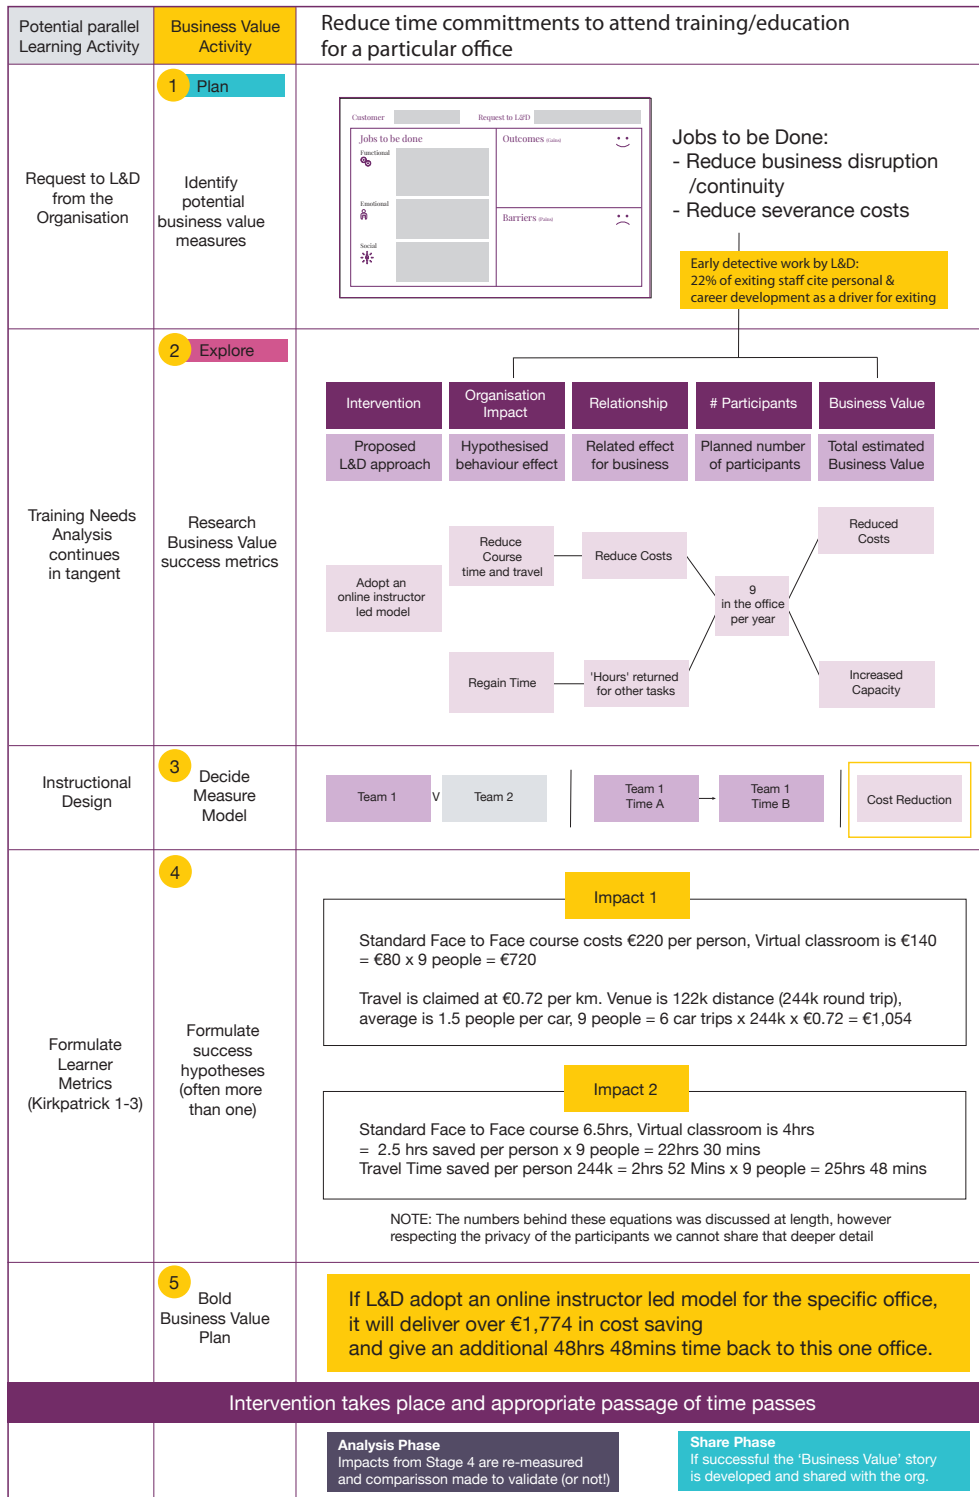 Potential parallel
Learning Activity
Business Value
Activity
Reduce time committments to attend training/education
for a particular office
1
Plan
Request to L&D
from the
Organisation
Identify
potential
business value
measures
Customer
Request to L&D
Jobs to be done
Functional
Emotional
Social
Outcomes (Gains)
Barriers (Pains)
Jobs to be Done:
- Reduce business disruption
/continuity
- Reduce severance costs
Early detective work by L&D:
22% of exiting staff cite personal &
career development as a driver for exiting
2
Explore
Training Needs
Analysis
continues
in tangent
Research
Business Value
success metrics
Intervention
Organisation
Impact
Relationship
# Participants
Business Value
Proposed
L&D approach
Hypothesised
behaviour effect
Related effect
for business
Planned number
of participants
Total estimated
Business Value
Adopt an
online instructor
led model
Reduce
Course
time and travel
Reduce Costs
Regain Time
'Hours' returned
for other tasks
9
in the office
per year
Reduced
Costs
Increased
Capacity
Instructional
Design
3
Decide
Measure
Model
Team 1
V
Team 2
Team 1
Time A
Team 1
Time B
Cost Reduction
4
Formulate
Learner
Metrics
(Kirkpatrick 1-3)
Formulate
success
hypotheses
(often more
than one)
Impact 1
Standard Face to Face course costs €220 per person, Virtual classroom is €140
= €80 x 9 people = €720
Travel is claimed at €0.72 per km. Venue is 122k distance (244k round trip),
average is 1.5 people per car, 9 people = 6 car trips x 244k x €0.72 = €1,054
Impact 2
Standard Face to Face course 6.5hrs, Virtual classroom is 4hrs
= 2.5 hrs saved per person x 9 people = 22hrs 30 mins
Travel Time saved per person 244k = 2hrs 52 Mins x 9 people = 25hrs 48 mins
NOTE: The numbers behind these equations was discussed at length, however
respecting the privacy of the participants we cannot share that deeper detail
5
Bold
Business Value
Plan
If L&D adopt an online instructor led model for the specific office,
it will deliver over €1,774 in cost saving
and give an additional 48hrs 48mins time back to this one office.
Intervention takes place and appropriate passage of time passes
Analysis Phase
Impacts from Stage 4 are re-measured
and comparisson made to validate (or not!)
Share Phase
If successful the 'Business Value' story
is developed and shared with the org.